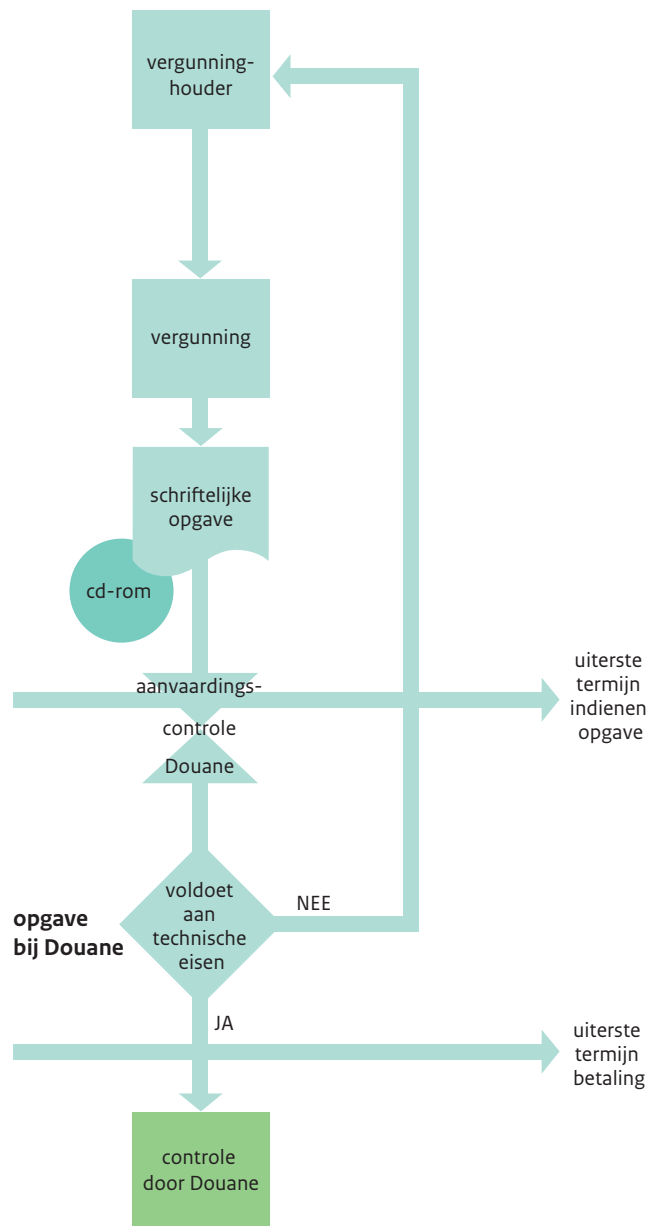 vergunning-
houder
vergunning
schriftelijke
opgave
cd-rom
aanvaardings-
controle
Douane
uiterste
termijn
indienen
opgave
voldoet
aan
technische
eisen
NEE
opgave
bij Douane
JA
uiterste
termijn
betaling
controle
door Douane